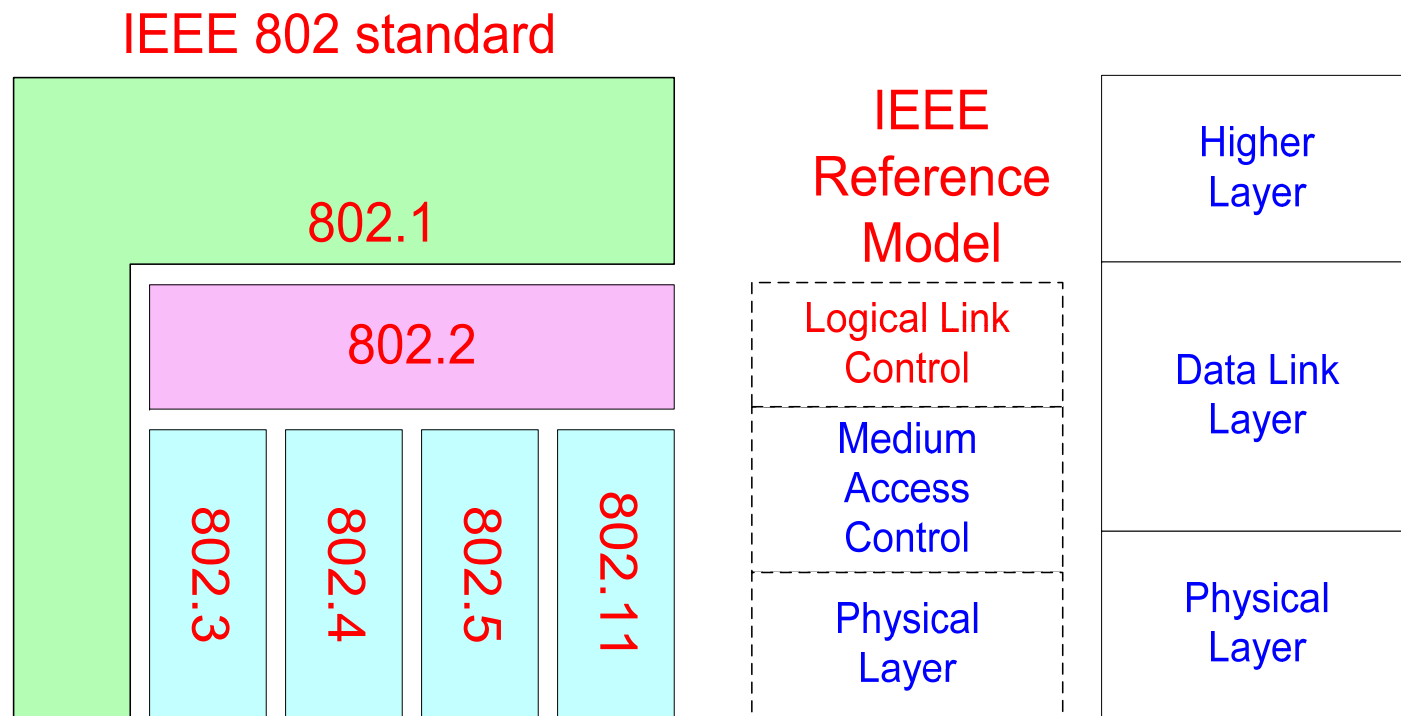 IEEE 802 standard
802.1
802.2
802.3
802.4
802.5
802.11
IEEE
Reference
Model
Logical Link
Control
Medium
Access
Control
Physical
Layer
Higher
Layer
Data Link
Layer
Physical
Layer